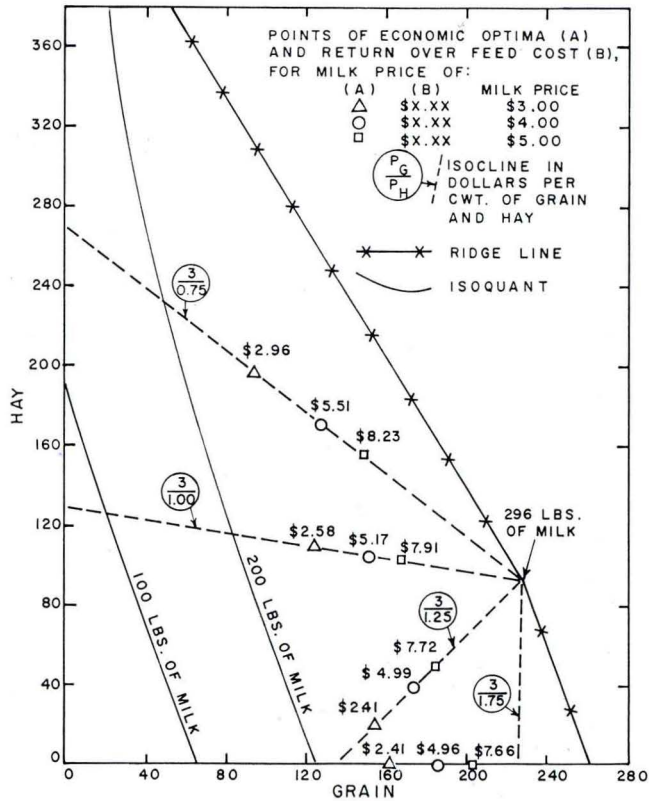 POINTS OF ECONOMIC OPTIMA (A)
AND RETURN OVER FEED COST (B),
FOR MILK PRICE OF:
(A) (B) MILK PRICE
△ $X.XX $3.00
○ $X.XX $4.00
□ $X.XX $5.00
P_G
P_H
ISOCLINE IN
DOLLARS PER
CWT. OF GRAIN
AND HAY
RIDGE LINE
ISOQUANT
HAY
360
320
280
240
200
160
120
80
40
0
3
0.75
$2.96
$5.51
$8.23
3
1.00
$2.58
$5.17
$7.91
296 LBS.
OF MILK
100 LBS. OF MILK
200 LBS. OF MILK
3
1.25
$7.72
$4.99
$241
3
1.75
$2.41
$4.96
$7.66
0 40 80 120 160 200 240 280
GRAIN